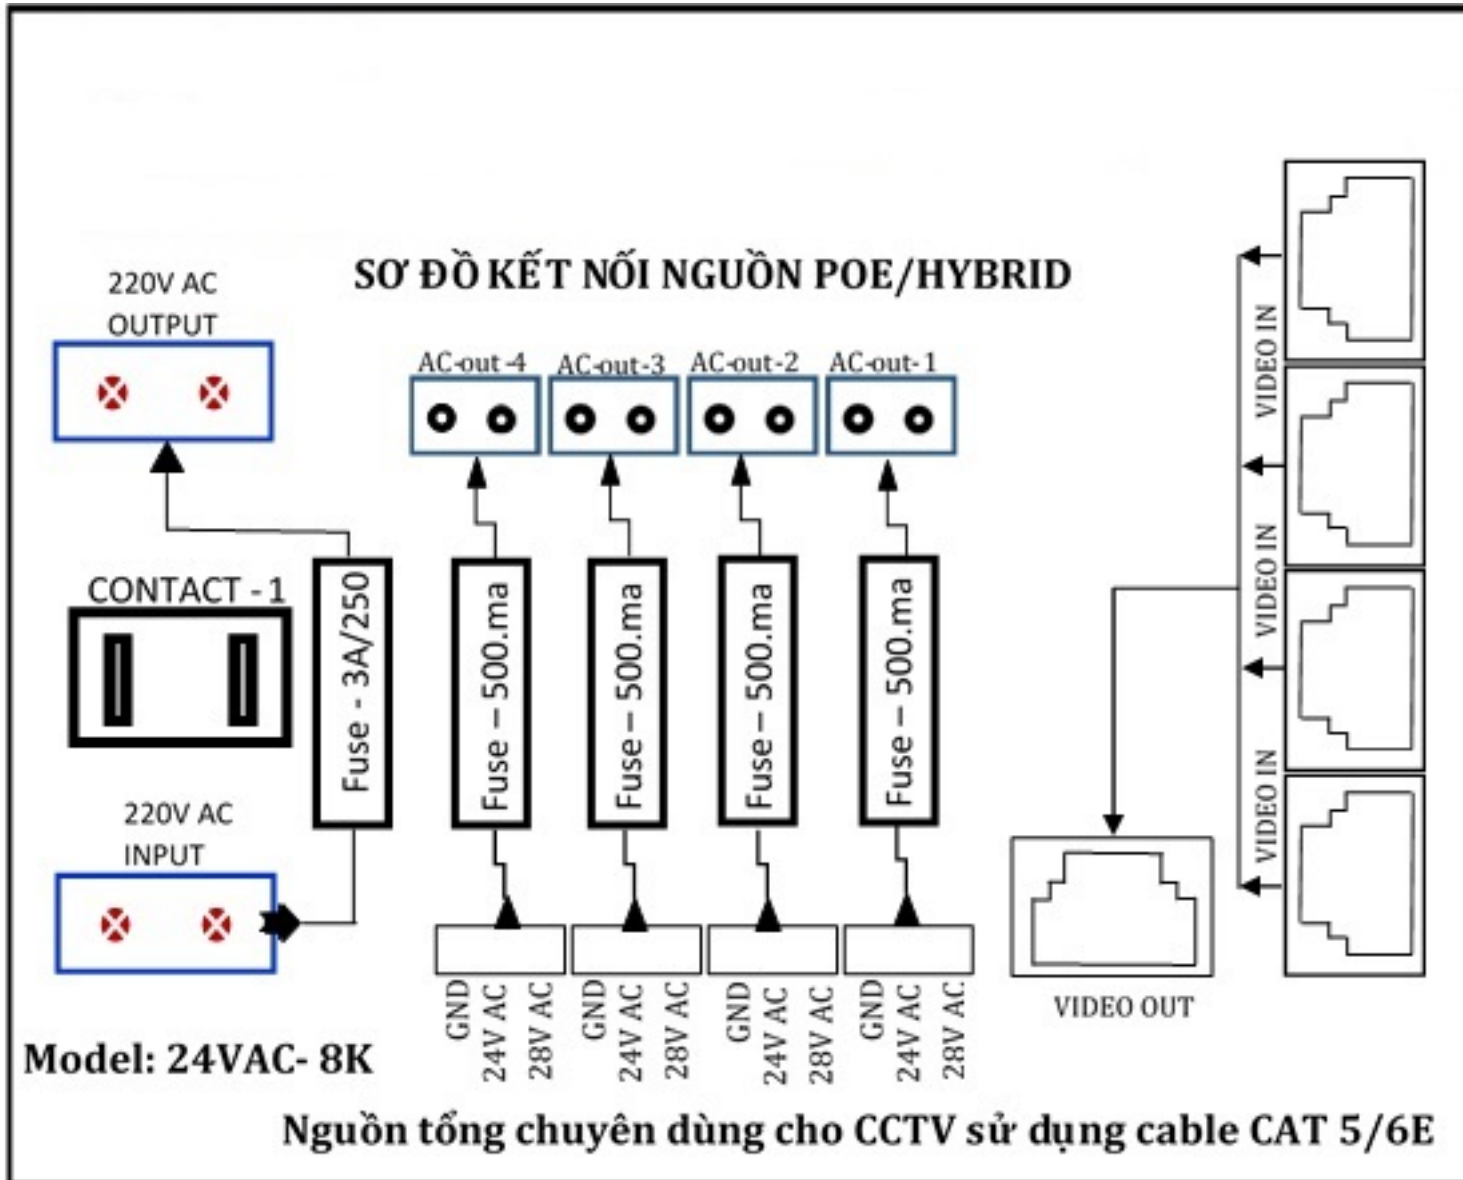 SƠ ĐỒ KẾT NỐI NGUỒN POE/HYBRID
220V AC
OUTPUT
AC-out-4
AC-out-3
AC-out-2
AC-out-1
CONTACT - 1
Fuse - 3A/250
Fuse – 500.ma
Fuse – 500.ma
Fuse – 500.ma
Fuse – 500.ma
220V AC
INPUT
GND
24V AC
28V AC
GND
24V AC
28V AC
GND
24V AC
28V AC
GND
24V AC
28V AC
VIDEO IN
VIDEO IN
VIDEO IN
VIDEO OUT
Model: 24VAC- 8K
Nguồn tổng chuyên dùng cho CCTV sử dụng cable CAT 5/6E